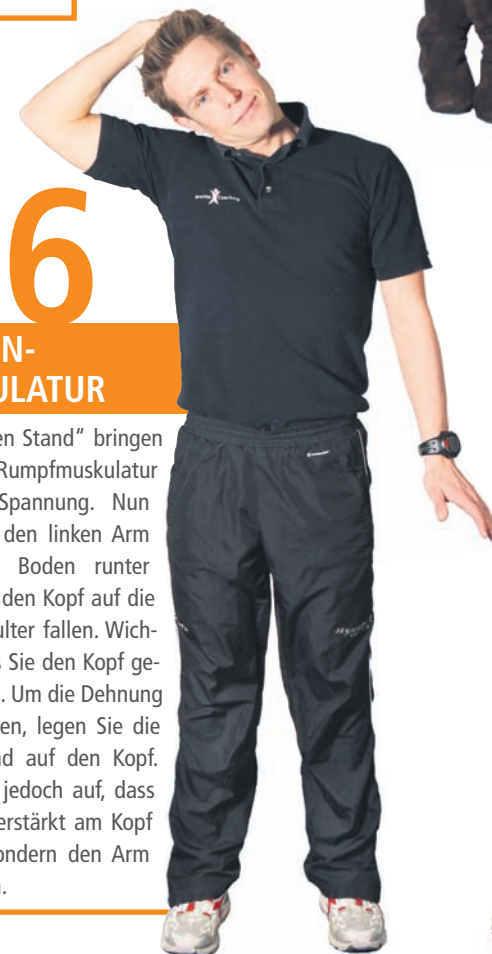 6
N-
ULATUR
en Stand“ bringen
Rumpfmuskulatur
Spannung. Nun
den linken Arm
Boden runter
den Kopf auf die
ulter fallen. Wich-
s Sie den Kopf ge-
. Um die Dehnung
ken, legen Sie die
nd auf den Kopf.
jedoch auf, dass
erstärkt am Kopf
ondern den Arm
n.